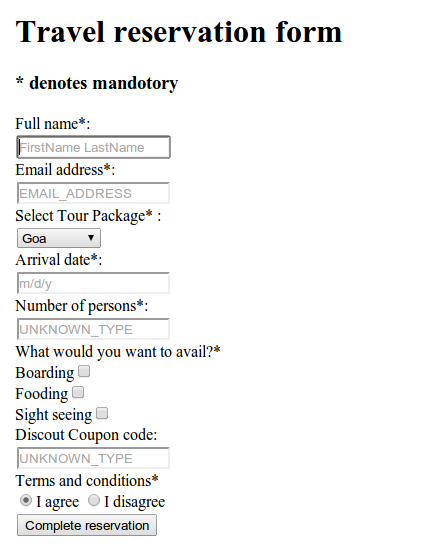 Travel reservation form
* denotes mandotory
Full name*:
FirstName LastName
Email address*:
EMAIL_ADDRESS
Select Tour Package* :
Goa
Arrival date*:
m/d/y
Number of persons*:
UNKNOWN_TYPE
What would you want to avail?*
Boarding
Fooding
Sight seeing
Discout Coupon code:
UNKNOWN_TYPE
Terms and conditions*
I agree I disagree
Complete reservation